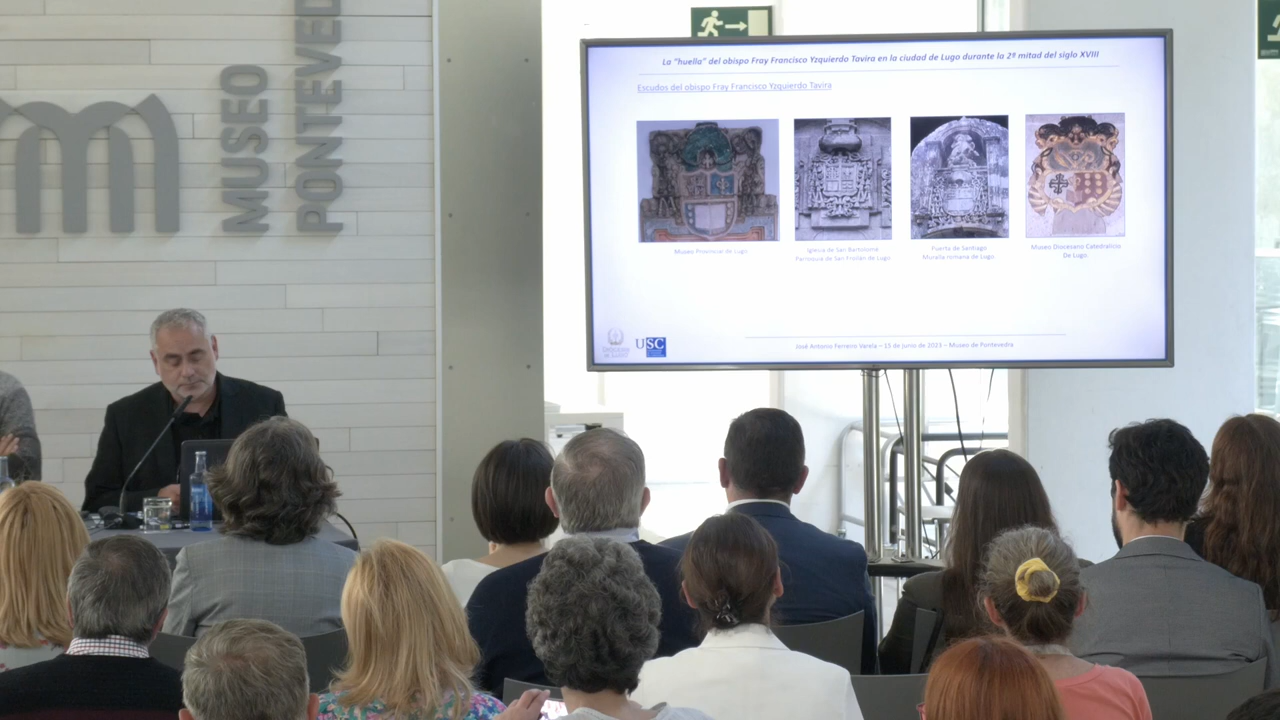 MUSEO
PONTEVED
La "huella" del obispo Fray Francisco Yzquierdo Tavira en la ciudad de Lugo durante la 2ª mitad del siglo XVIII
Escudos del obispo Fray Francisco Yzquierdo Tavira
Museo Provincial de Lugo
Iglesia de San Bartolomé
Parroquia de San Froilán de Lugo
Puerta de Santiago
Muralla romana de Lugo
Museo Diocesano Catedralicio
De Lugo
USC
José Antonio Ferreiro Varela – 15 de junio de 2023 – Museo de Pontevedra